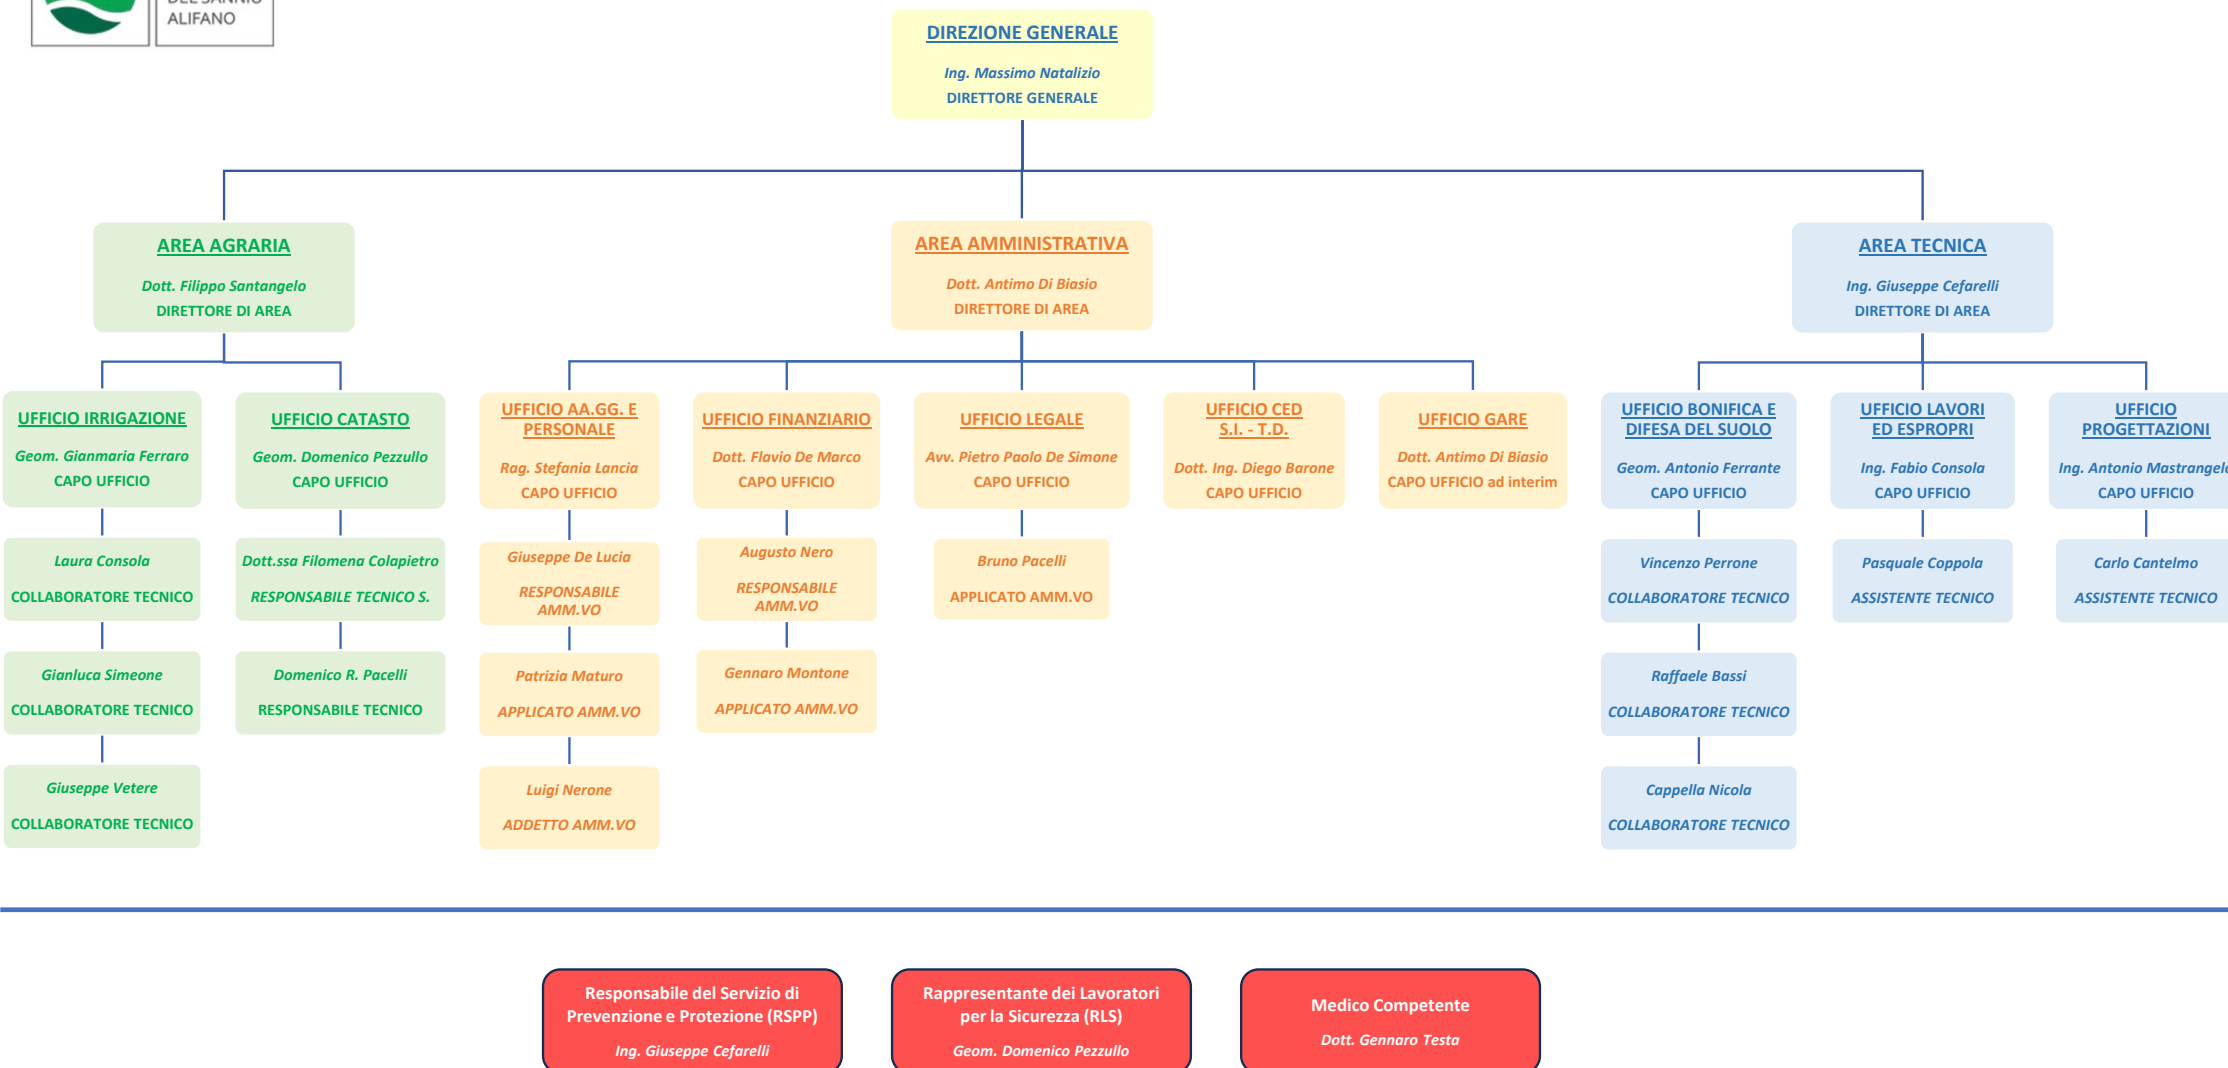 DEL SANNIO
ALIFANO
DIREZIONE GENERALE
Ing. Massimo Natalizio
DIRETTORE GENERALE
AREA AGRARIA
Dott. Filippo Santangelo
DIRETTORE DI AREA
AREA AMMINISTRATIVA
Dott. Antimo Di Biasio
DIRETTORE DI AREA
AREA TECNICA
Ing. Giuseppe Cefarelli
DIRETTORE DI AREA
UFFICIO IRRIGAZIONE
Geom. Gianmaria Ferraro
CAPO UFFICIO
Laura Consola
COLLABORATORE TECNICO
Gianluca Simeone
COLLABORATORE TECNICO
Giuseppe Vetere
COLLABORATORE TECNICO
UFFICIO CATASTO
Geom. Domenico Pezzullo
CAPO UFFICIO
Dott.ssa Filomena Colapietro
RESPONSABILE TECNICO S.
Domenico R. Pacelli
RESPONSABILE TECNICO
UFFICIO AA.GG. E
PERSONALE
Rag. Stefania Lancia
CAPO UFFICIO
Giuseppe De Lucia
RESPONSABILE
AMM.VO
Patrizia Maturo
APPLICATO AMM.VO
Luigi Nerone
ADDETTO AMM.VO
UFFICIO FINANZIARIO
Dott. Flavio De Marco
CAPO UFFICIO
Augusto Nero
RESPONSABILE
AMM.VO
Gennaro Montone
APPLICATO AMM.VO
UFFICIO LEGALE
Avv. Pietro Paolo De Simone
CAPO UFFICIO
Bruno Pacelli
APPLICATO AMM.VO
UFFICIO CED
S.I. - T.D.
Dott. Ing. Diego Barone
CAPO UFFICIO
UFFICIO GARE
Dott. Antimo Di Biasio
CAPO UFFICIO ad interim
UFFICIO BONIFICA E
DIFESA DEL SUOLO
Geom. Antonio Ferrante
CAPO UFFICIO
Vincenzo Perrone
COLLABORATORE TECNICO
Raffaele Bassi
COLLABORATORE TECNICO
Cappella Nicola
COLLABORATORE TECNICO
UFFICIO LAVORI
ED ESPROPRI
Ing. Fabio Consola
CAPO UFFICIO
Pasquale Coppola
ASSISTENTE TECNICO
UFFICIO
PROGETTAZIONI
Ing. Antonio Mastrangelo
CAPO UFFICIO
Carlo Cantelmo
ASSISTENTE TECNICO
Responsabile del Servizio di
Prevenzione e Protezione (RSPP)
Ing. Giuseppe Cefarelli
Rappresentante dei Lavoratori
per la Sicurezza (RLS)
Geom. Domenico Pezzullo
Medico Competente
Dott. Gennaro Testa